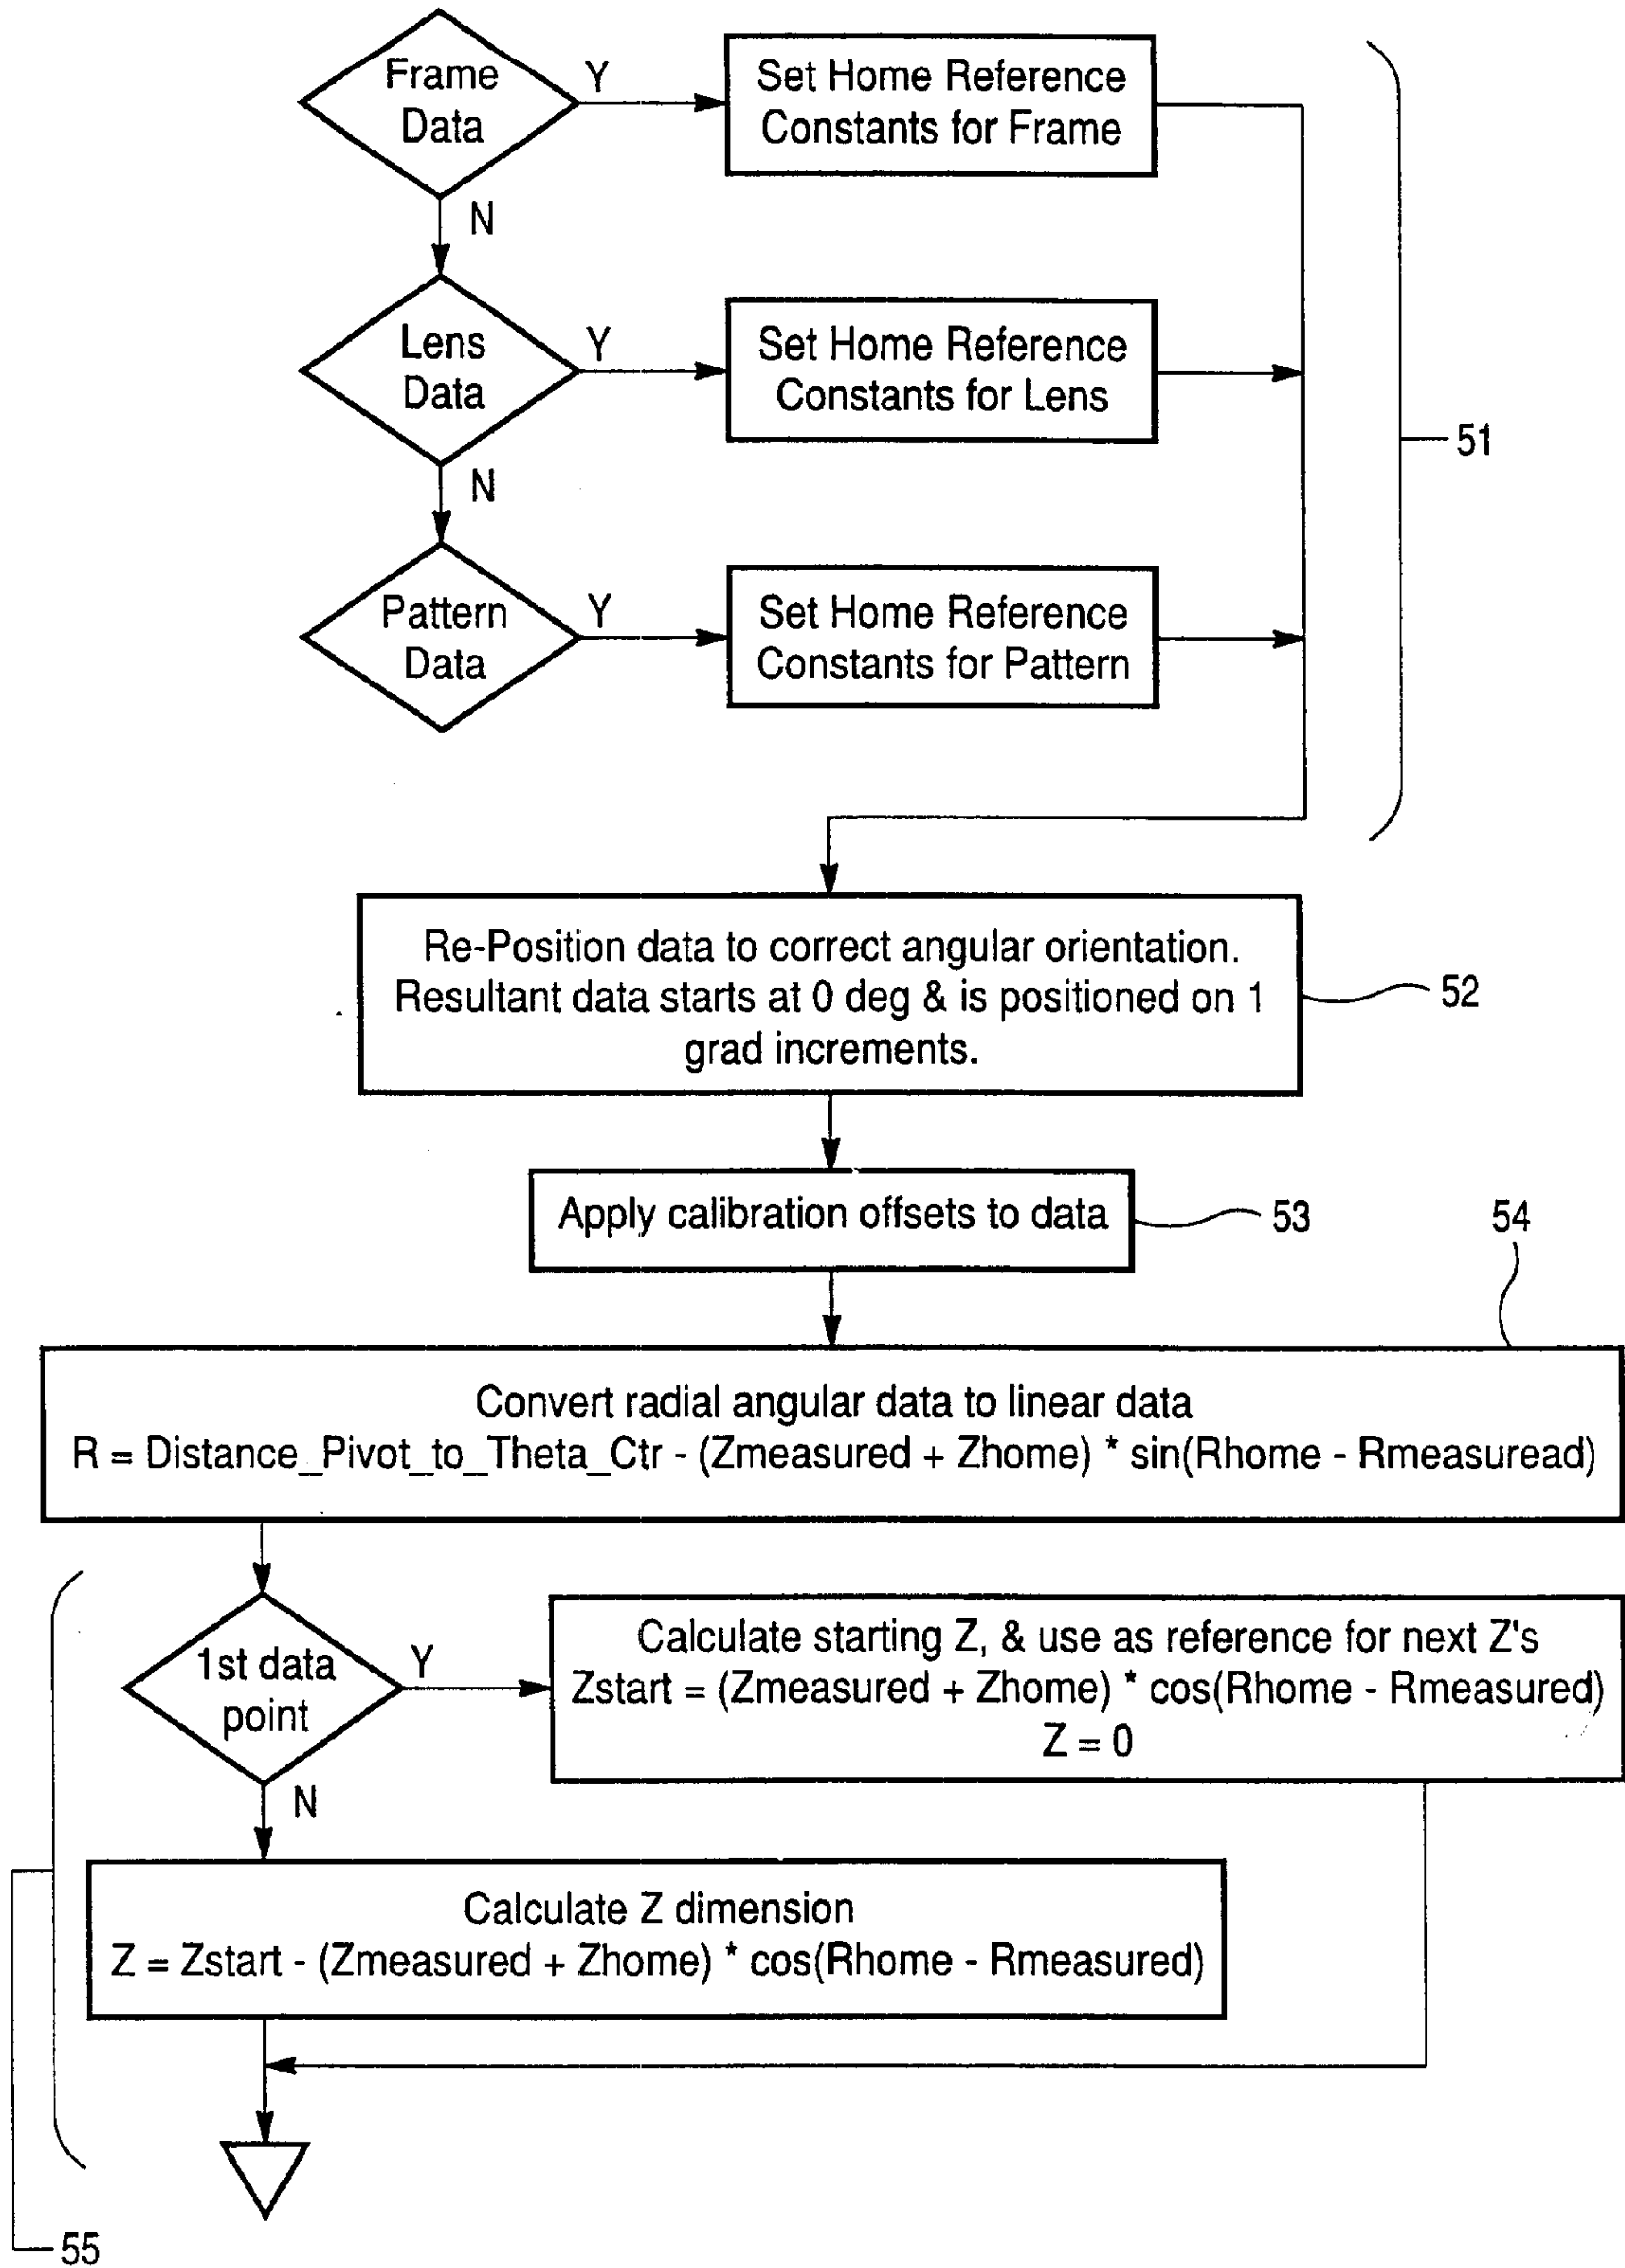 Frame
Data
Y
Set Home Reference
Constants for Frame
N
Lens
Data
Y
Set Home Reference
Constants for Lens
51
N
Pattern
Data
Y
Set Home Reference
Constants for Pattern
Re-Position data to correct angular orientation.
Resultant data starts at 0 deg & is positioned on 1
grad increments.
52
Apply calibration offsets to data
53
54
Convert radial angular data to linear data
R = Distance_Pivot_to_Theta_Ctr - (Zmeasured + Zhome) * sin(Rhome - Rmeasuread)
1st data
point
Y
Calculate starting Z, & use as reference for next Z's
Zstart = (Zmeasured + Zhome) * cos(Rhome - Rmeasured)
Z = 0
N
Calculate Z dimension
Z = Zstart - (Zmeasured + Zhome) * cos(Rhome - Rmeasured)
55